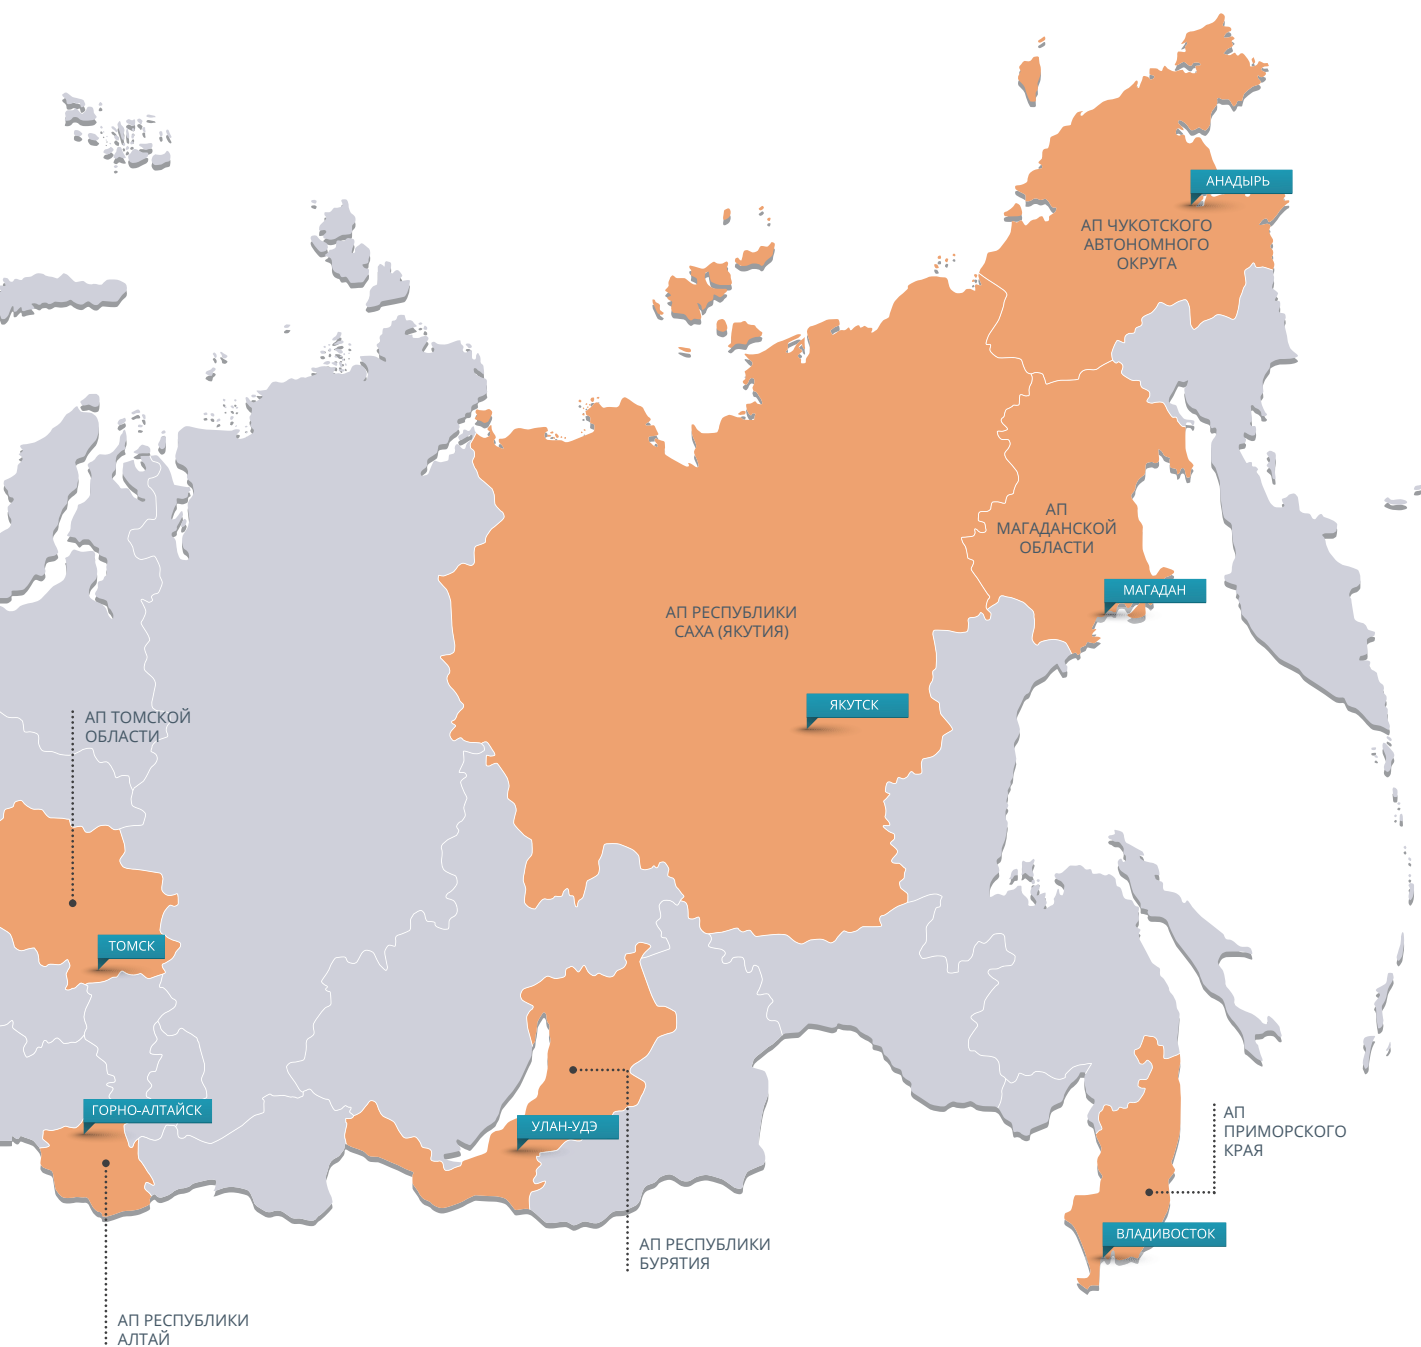 АНАДЫРЬ
АП ЧУКОТСКОГО
АВТОНОМНОГО
ОКРУГА
АП
МАГАДАНСКОЙ
ОБЛАСТИ
МАГАДАН
АП РЕСПУБЛИКИ
САХА (ЯКУТИЯ)
ЯКУТСК
АП ТОМСКОЙ
ОБЛАСТИ
ТОМСК
ГОРНО-АЛТАЙСК
УЛАН-УДЭ
АП
ПРИМОРСКОГО
КРАЯ
ВЛАДИВОСТОК
АП РЕСПУБЛИКИ
БУРЯТИЯ
АП РЕСПУБЛИКИ
АЛТАЙ